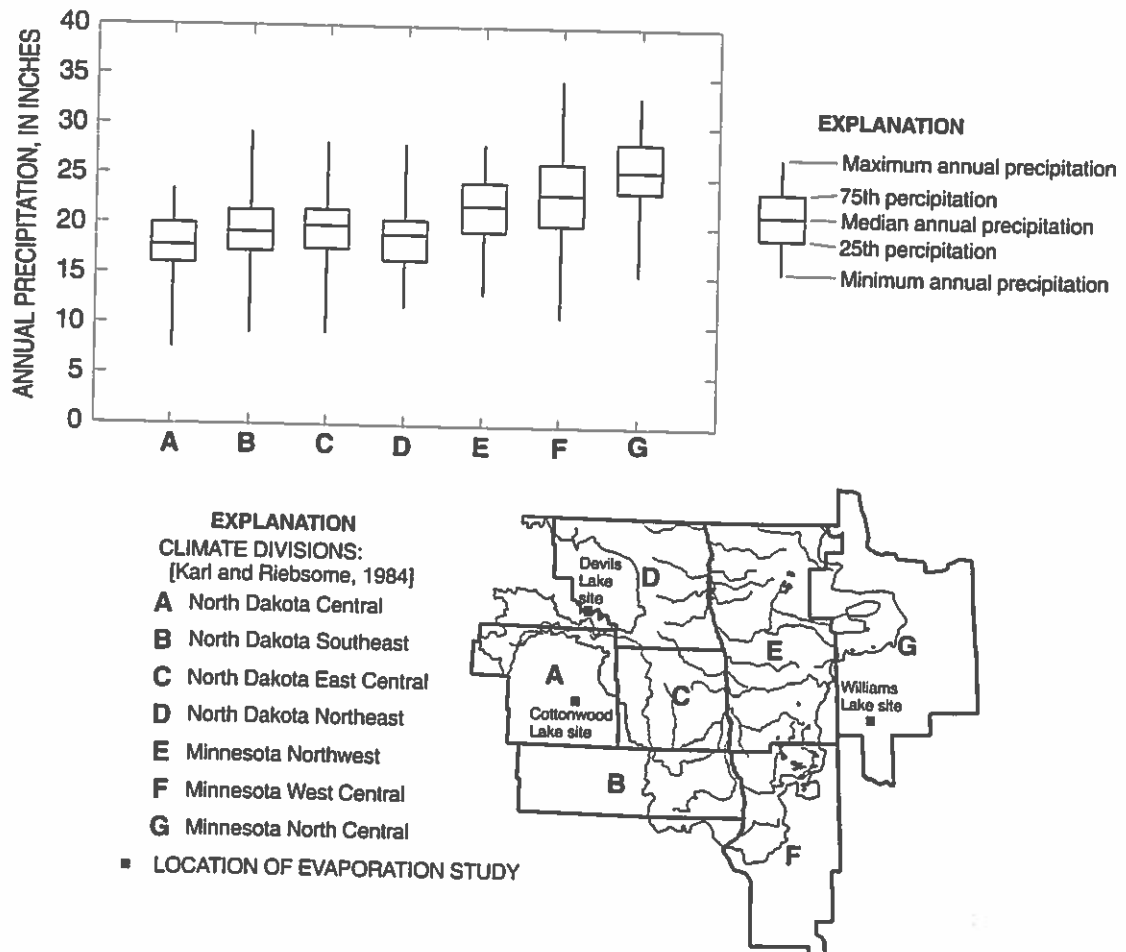 40
35
30
25
20
15
10
5
0
ANNUAL PRECIPITATION, IN INCHES
A B C D E F G
EXPLANATION
Maximum annual precipitation
75th percipitation
Median annual precipitation
25th percipitation
Minimum annual precipitation
EXPLANATION
CLIMATE DIVISIONS:
[Karl and Riebsome, 1984]
A North Dakota Central
B North Dakota Southeast
C North Dakota East Central
D North Dakota Northeast
E Minnesota Northwest
F Minnesota West Central
G Minnesota North Central
■ LOCATION OF EVAPORATION STUDY
Devils
Lake
site
D
E
G
A
Cottonwood
Lake site
C
Williams
Lake site
B
F